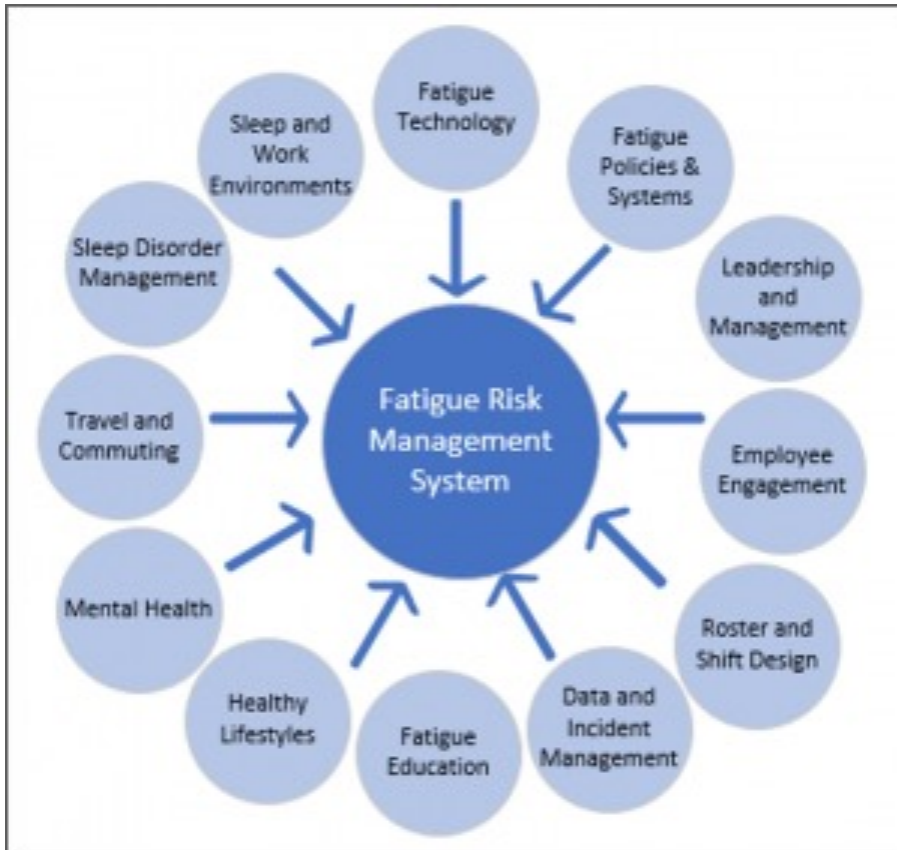 Fatigue
Technology
Fatigue
Policies &
Systems
Leadership
and
Management
Employee
Engagement
Roster and
Shift Design
Data and
Incident
Management
Fatigue
Education
Healthy
Lifestyles
Mental Health
Travel and
Commuting
Sleep Disorder
Management
Sleep and
Work
Environments
Fatigue Risk
Management
System